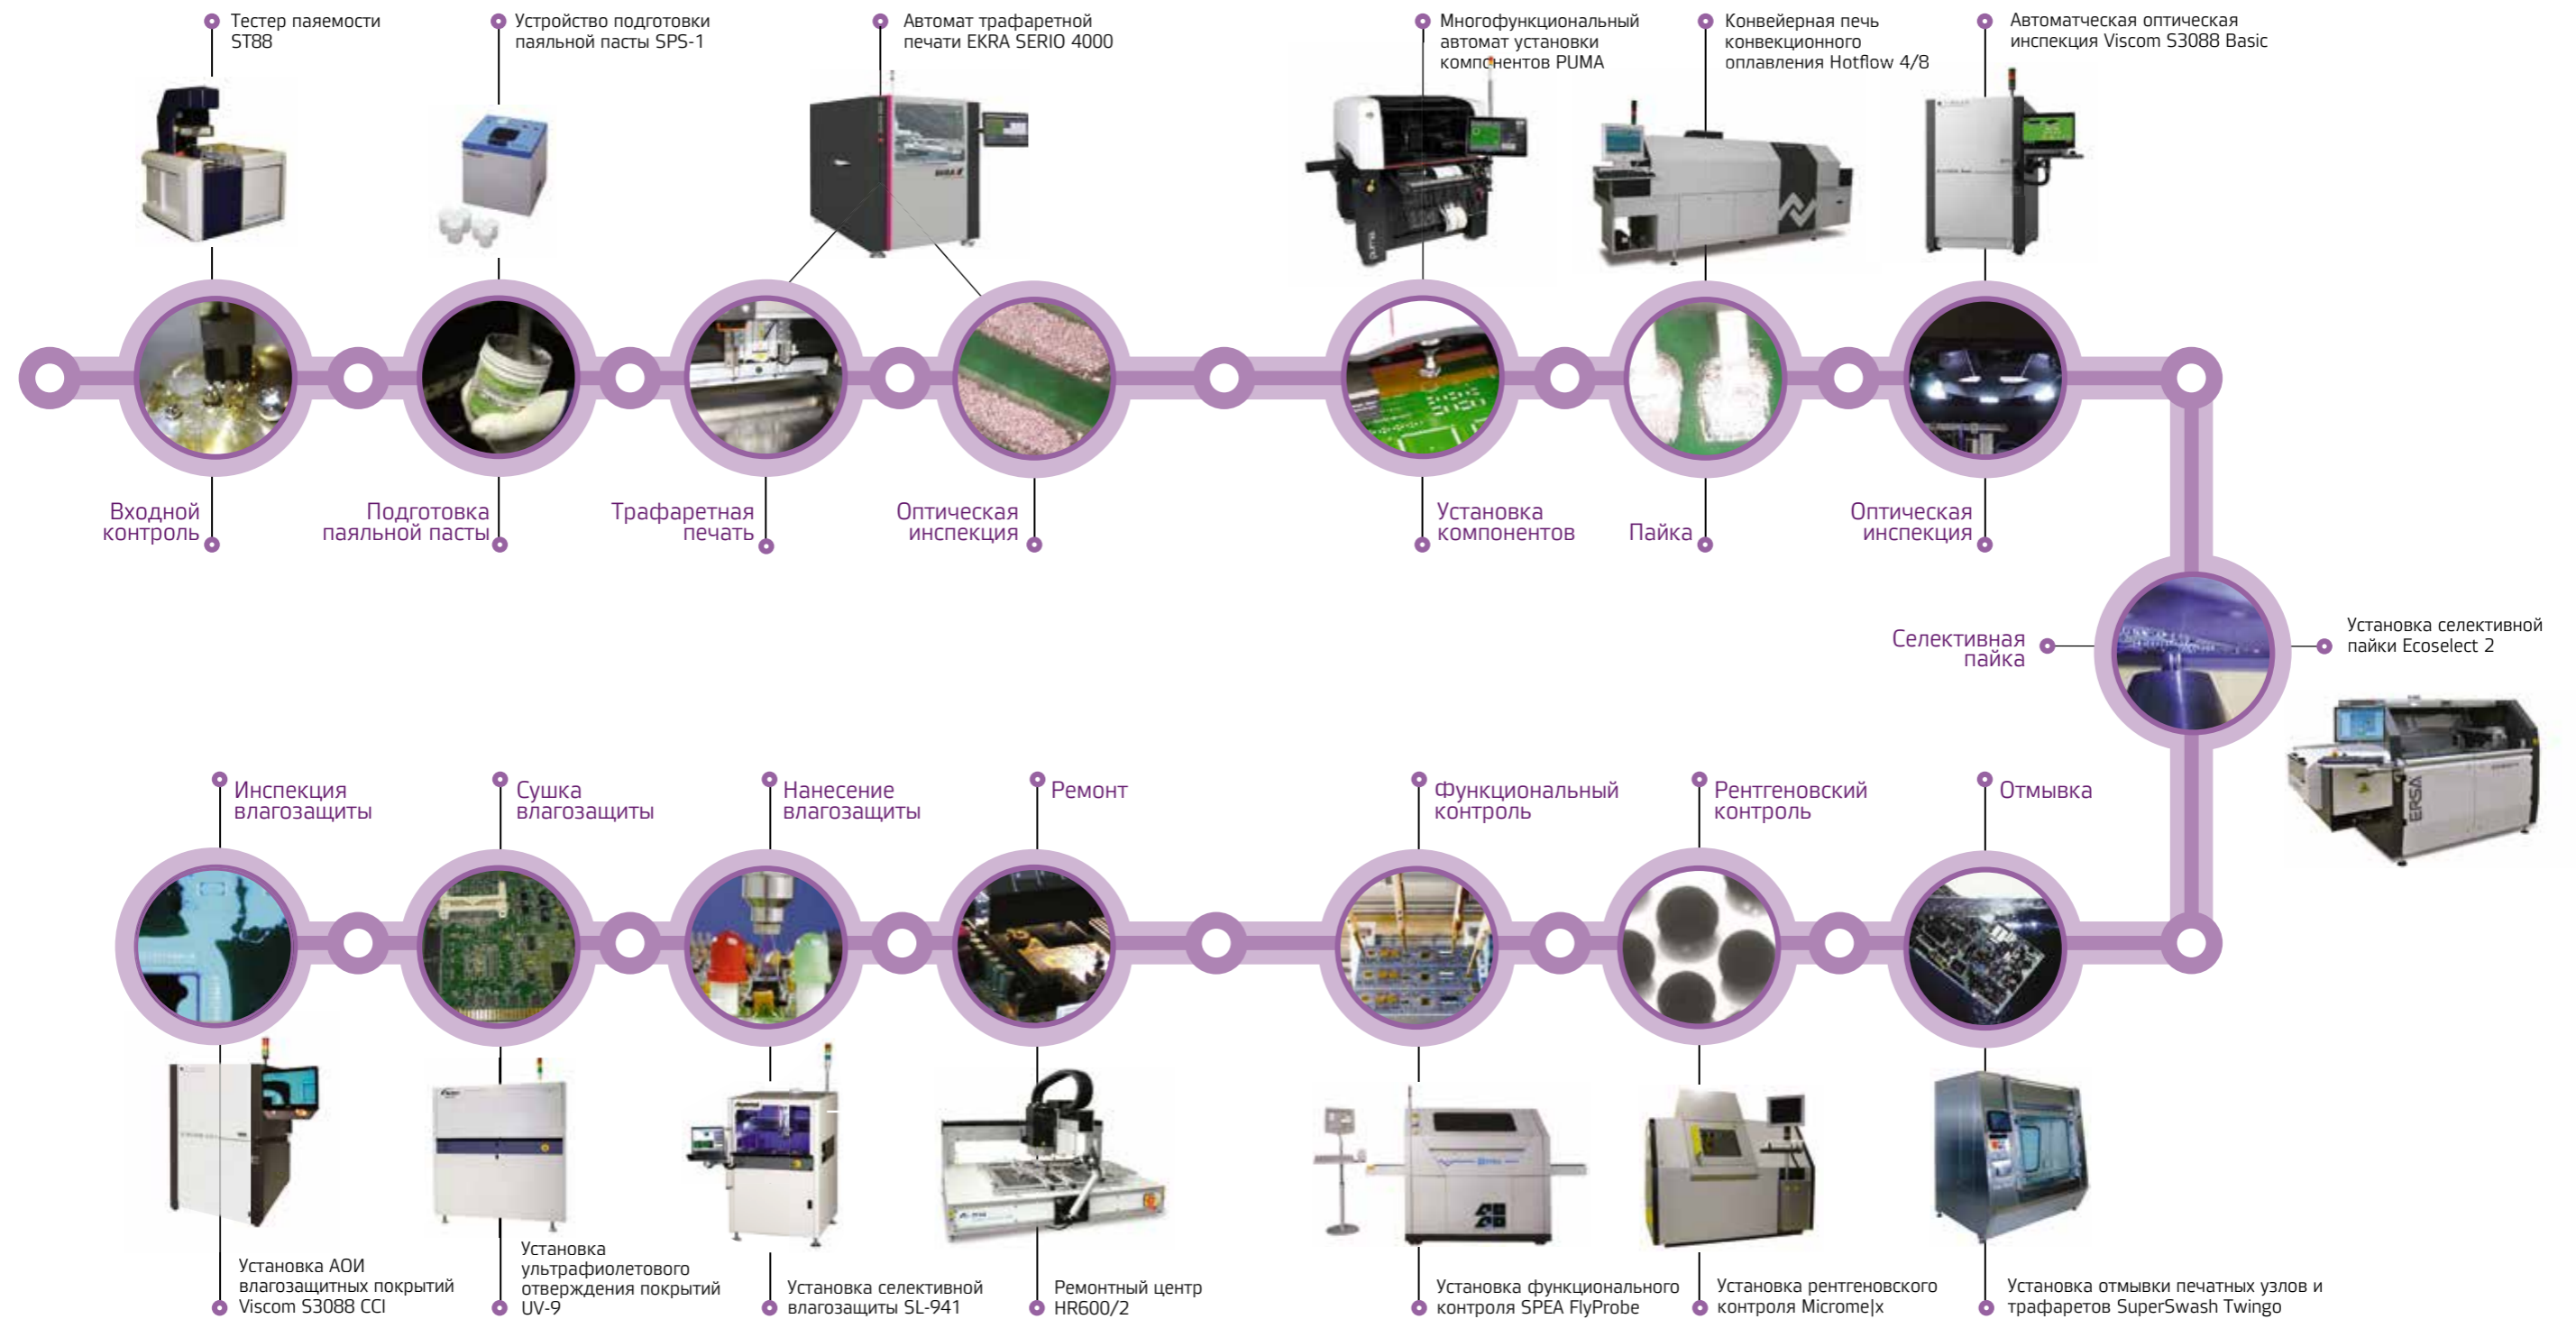 Тестер паяемости
ST88
Устройство подготовки
паяльной пасты SPS-1
Автомат трафаретной
печати EKRA SERIO 4000
Многофункциональный
автомат установки
компонентов PUMA
Конвейерная печь
конвекционного
оплавления Hotflow 4/8
Автоматческая оптическая
инспекция Viscom S3088 Basic
Входной
контроль
Подготовка
паяльной пасты
Трафаретная
печать
Оптическая
инспекция
Установка
компонентов
Пайка
Оптическая
инспекция
Селективная
пайка
Установка селективной
пайки Ecoselect 2
ERSA
Инспекция
влагозащиты
Сушка
влагозащиты
Нанесение
влагозащиты
Ремонт
Функциональный
контроль
Рентгеновский
контроль
Отмывка
Установка АОИ
влагозащитных покрытий
Viscom S3088 CCI
Установка
ультрафиолетового
отверждения покрытий
UV-9
Установка селективной
влагозащиты SL-941
Ремонтный центр
HR600/2
Установка функционального
контроля SPEA FlyProbe
Установка рентгеновского
контроля Microme|x
Установка отмывки печатных узлов и
трафаретов SuperSwash Twingo